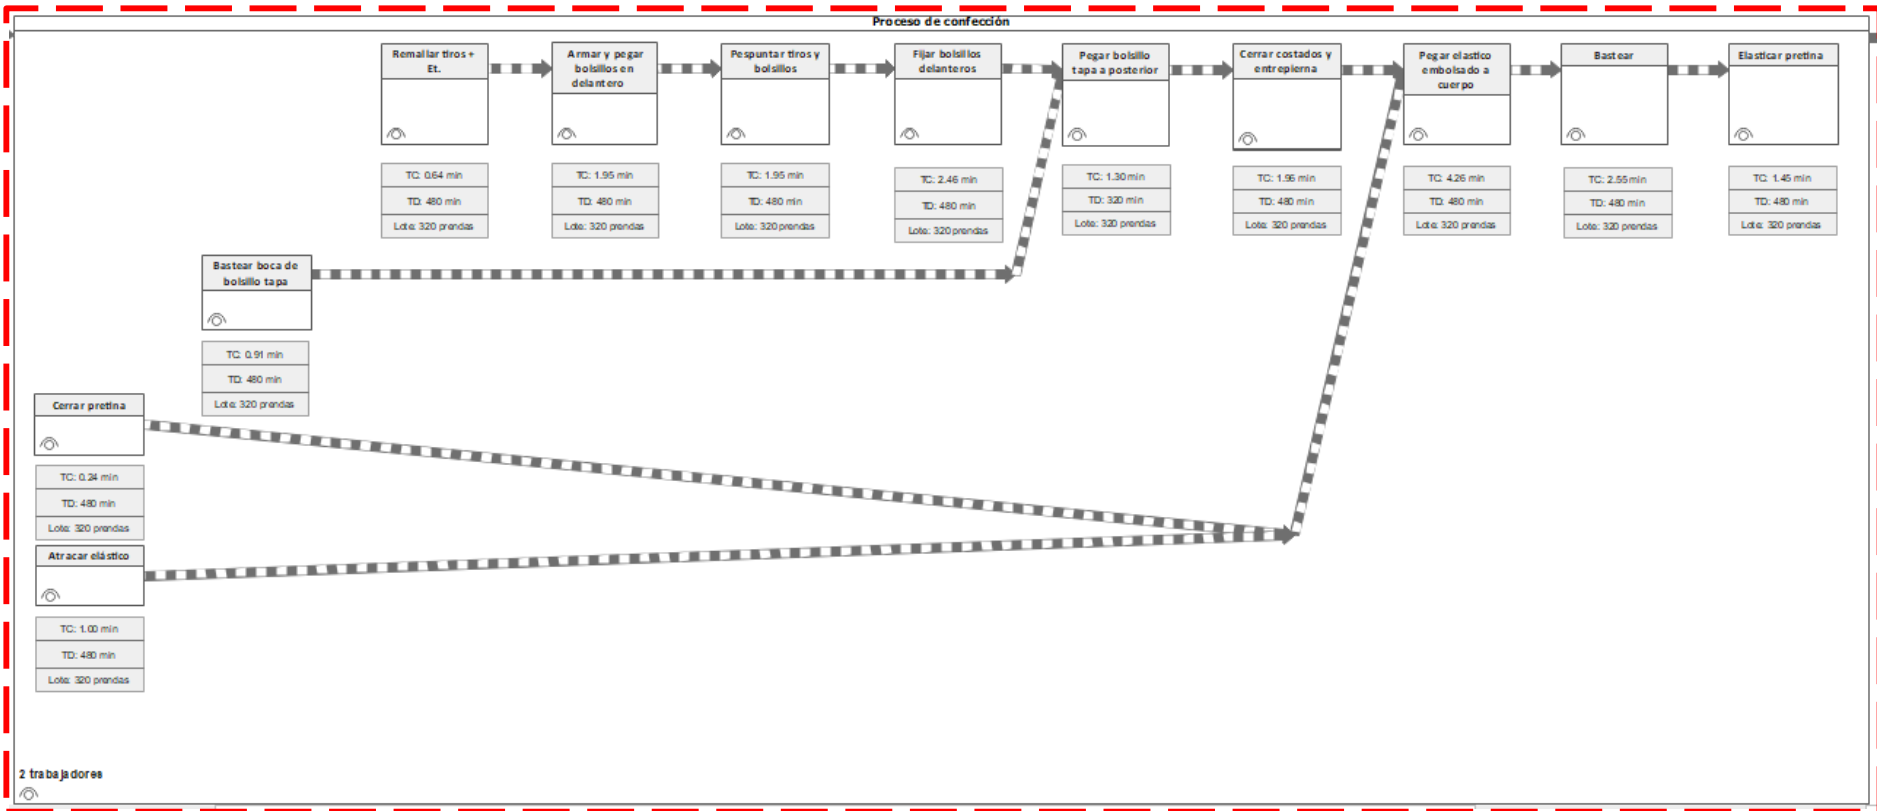 Proceso de confección
Remallar tiros +
Et.
TC: 0.64 min
TD: 480 min
Lote: 320 prendas
Armar y pegar
bolsillos en
delantero
TC: 1.95 min
TD: 480 min
Lote: 320 prendas
Pespuntar tiros y
bolsillos
TC: 1.95 min
TD: 480 min
Lote: 320 prendas
Fijar bolsillos
delanteros
TC: 2.46 min
TD: 480 min
Lote: 320 prendas
Pegar bolsillo
tapa a posterior
TC: 1.30 min
TD: 320 min
Lote: 320 prendas
Cerrar costados y
entrepierna
TC: 1.96 min
TD: 480 min
Lote: 320 prendas
Pegar elastico
embolsado a
cuerpo
TC: 4.26 min
TD: 480 min
Lote: 320 prendas
Bastear
TC: 2.55 min
TD: 480 min
Lote: 320 prendas
Elasticar pretina
TC: 1.45 min
TD: 480 min
Lote: 320 prendas
Bastear boca de
bolsillo tapa
TC: 0.91 min
TD: 480 min
Lote: 320 prendas
Cerrar pretina
TC: 0.24 min
TD: 480 min
Lote: 320 prendas
Atracar elástico
TC: 1.00 min
TD: 480 min
Lote: 320 prendas
2 trabajadores